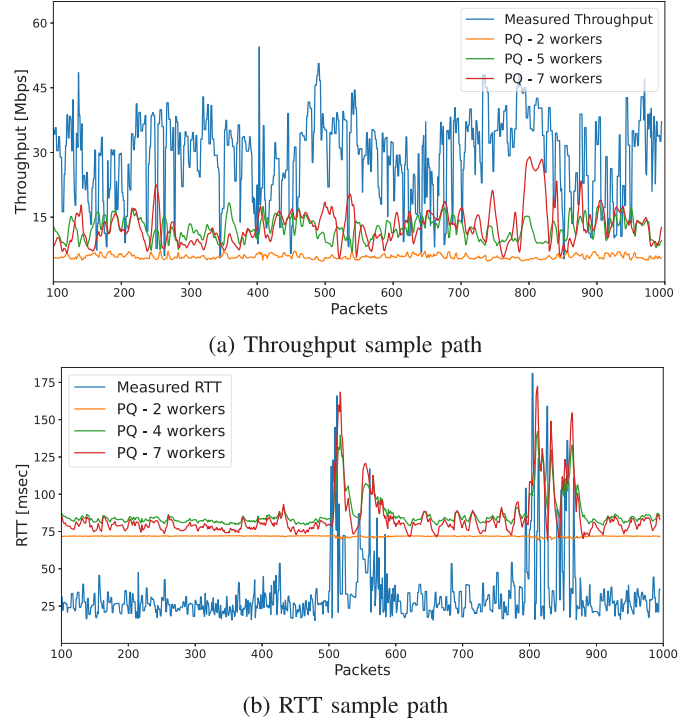 Throughput [Mbps]
60
45
30
15
Measured Throughput
PQ - 2 workers
PQ - 5 workers
PQ - 7 workers
100 200 300 400 500 600 700 800 900 1000
Packets
(a) Throughput sample path
RTT [msec]
175
150
125
100
75
50
25
Measured RTT
PQ - 2 workers
PQ - 4 workers
PQ - 7 workers
100 200 300 400 500 600 700 800 900 1000
Packets
(b) RTT sample path